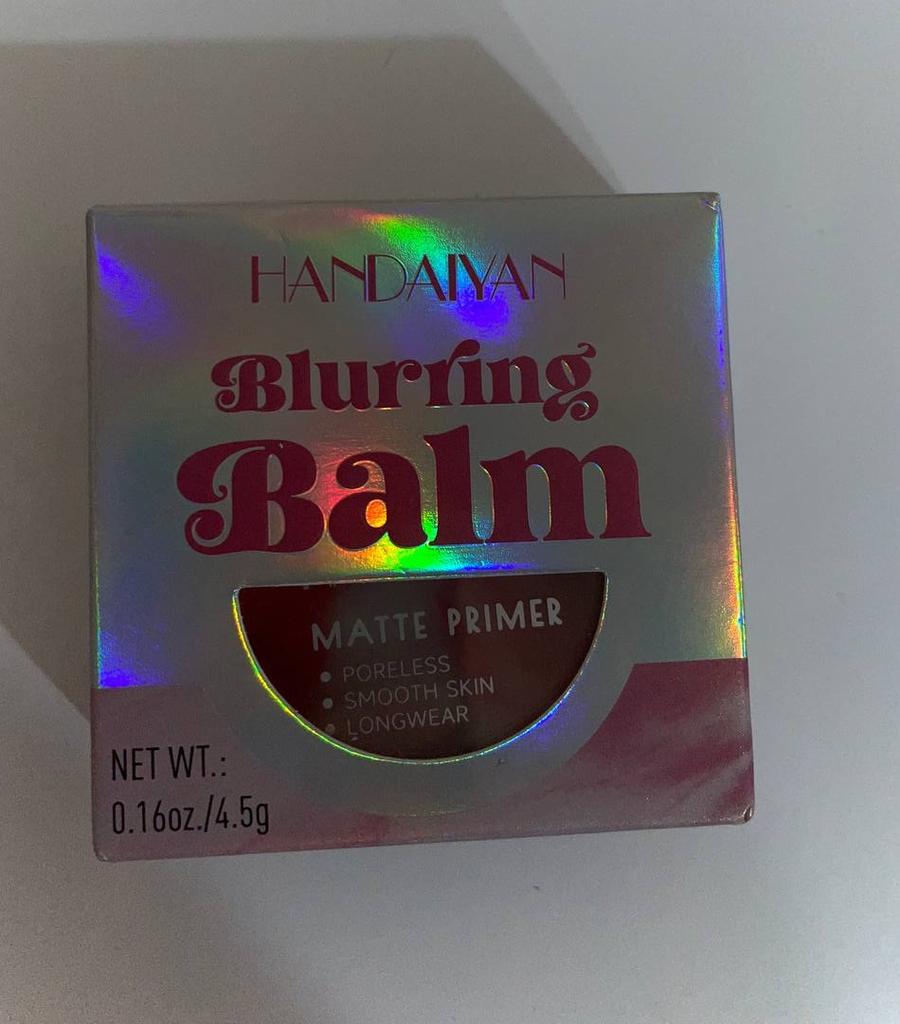 HANDAIYAN
Blurring
Balm
MATTE PRIMER
• PORELESS
• SMOOTH SKIN
• LONGWEAR
NET WT.:
0.16oz./4.5g